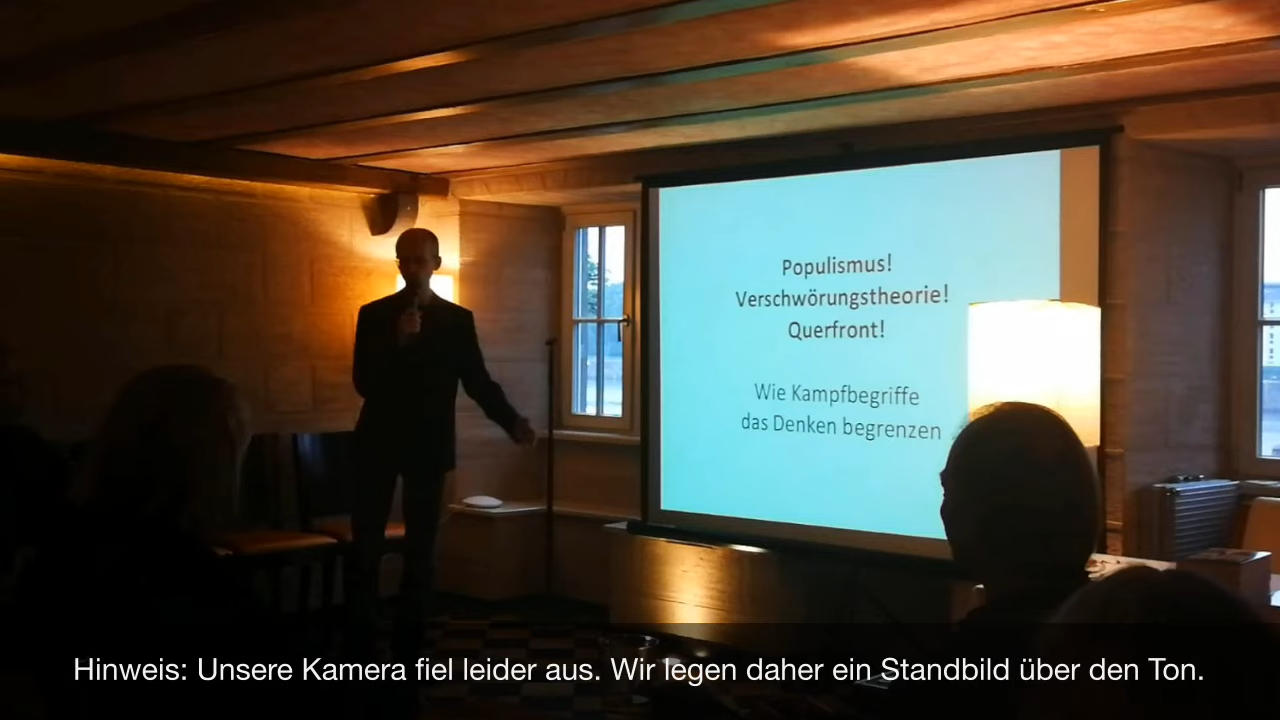 Populismus!
Verschwörungstheorie!
Querfront!
Wie Kampfbegriffe
das Denken begrenzen
Hinweis: Unsere Kamera fiel leider aus. Wir legen daher ein Standbild über den Ton.